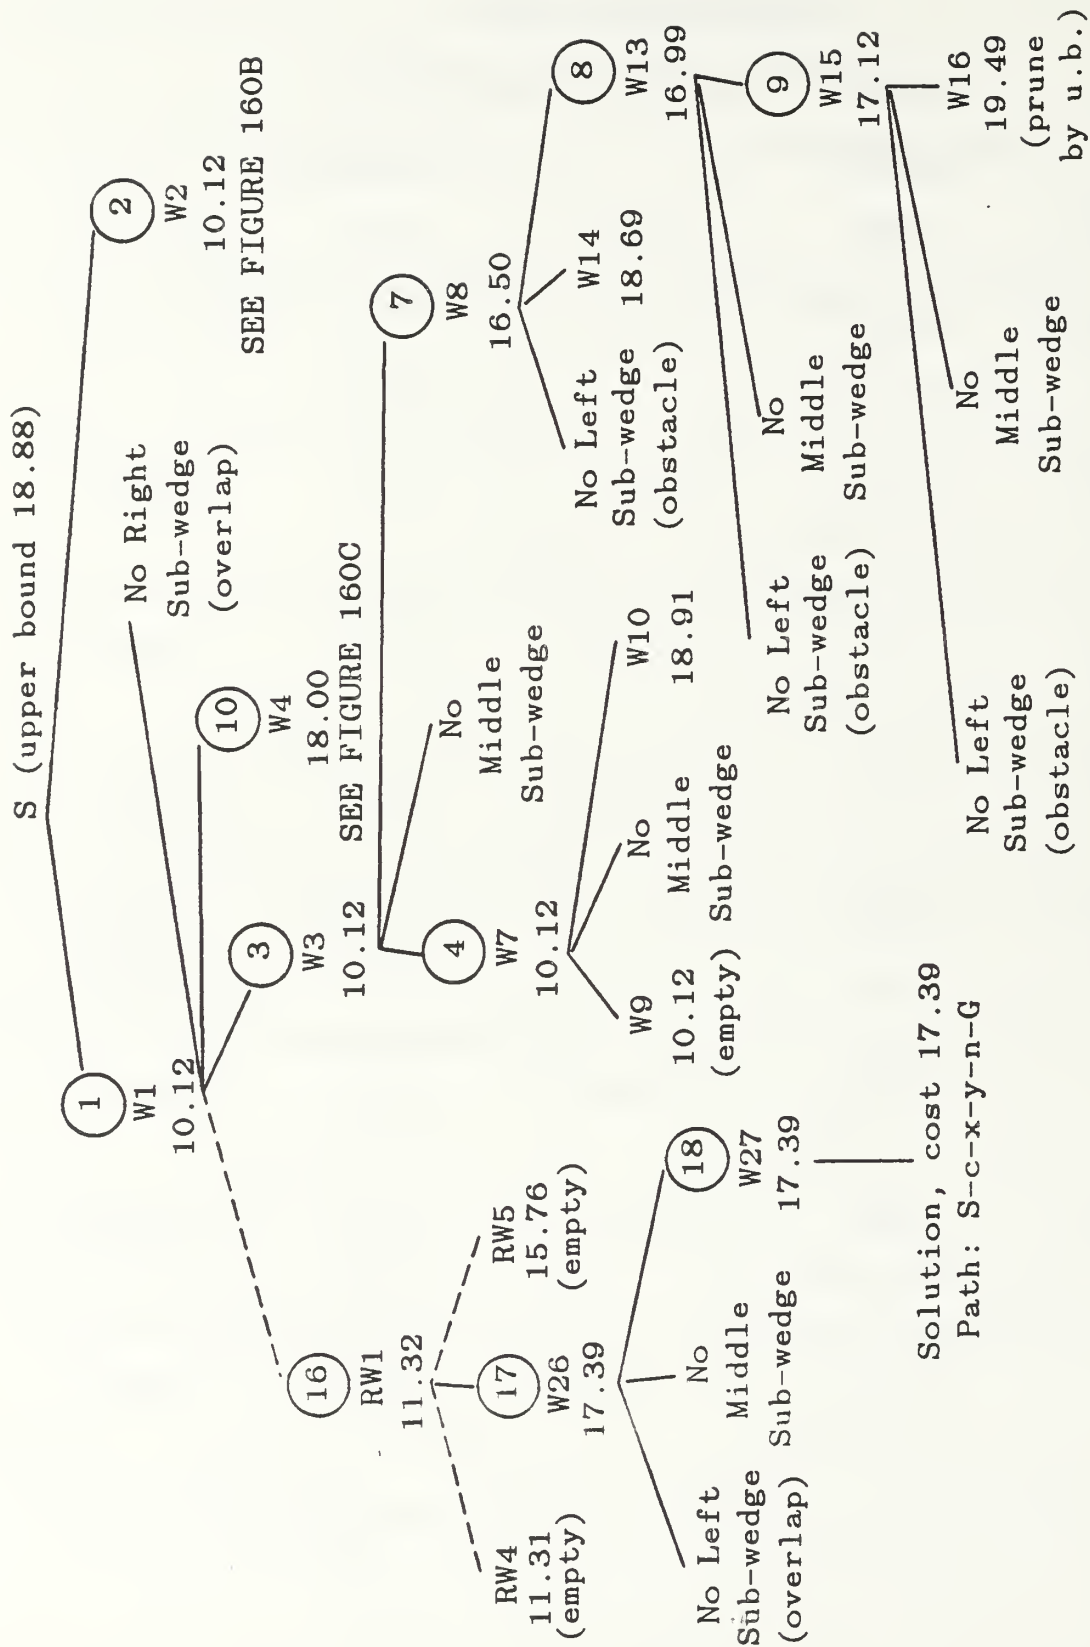 S (upper bound 18.88)
1
W1
10.12
2
W2
10.12
SEE FIGURE 160B
No Right
Sub-wedge
(overlap)
10
W4
18.00
SEE FIGURE 160C
3
W3
10.12
16
RW1
11.32
RW4
11.31
(empty)
17
W26
17.39
RW5
15.76
(empty)
No Left
Sub-wedge
(overlap)
No
Middle
Sub-wedge
18
W27
17.39
Solution, cost 17.39
Path: S-c-x-y-n-G
4
W7
10.12
No
Middle
Sub-wedge
7
W8
16.50
W9
10.12
(empty)
No
Middle
Sub-wedge
W10
18.91
No Left
Sub-wedge
(obstacle)
W14
18.69
8
W13
16.99
No Left
Sub-wedge
(obstacle)
No
Middle
Sub-wedge
9
W15
17.12
No Left
Sub-wedge
(obstacle)
No
Middle
Sub-wedge
W16
19.49
(prune
by u.b.)